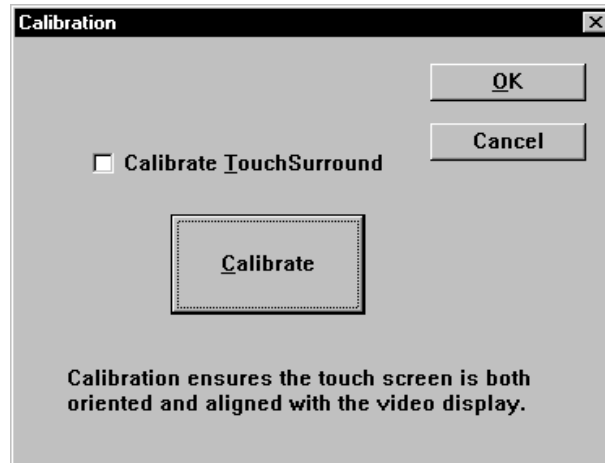 Calibration
OK
Cancel
Calibrate TouchSurround
Calibrate
Calibration ensures the touch screen is both
oriented and aligned with the video display.